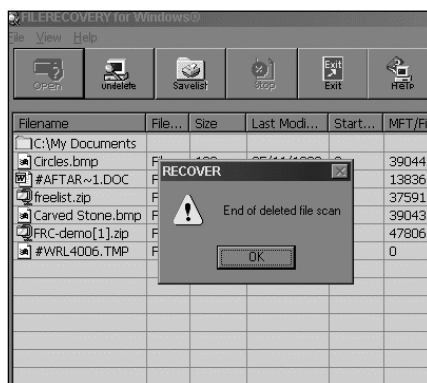 FILERECOVERY for Windows®
File View Help
Open Undelete Savelist Stop Exit Help
Exit
Filename File... Size Last Modi... Start... MFT/Fi
C:\My Documents
Circles.bmp 39044
#AFTAR~1.DOC F 13836
freelist.zip F 37591
Carved Stone.bmp F 39043
FRC-demo[1].zip F 47806
#WRL4006.TMP F 0
RECOVER
End of deleted file scan
OK